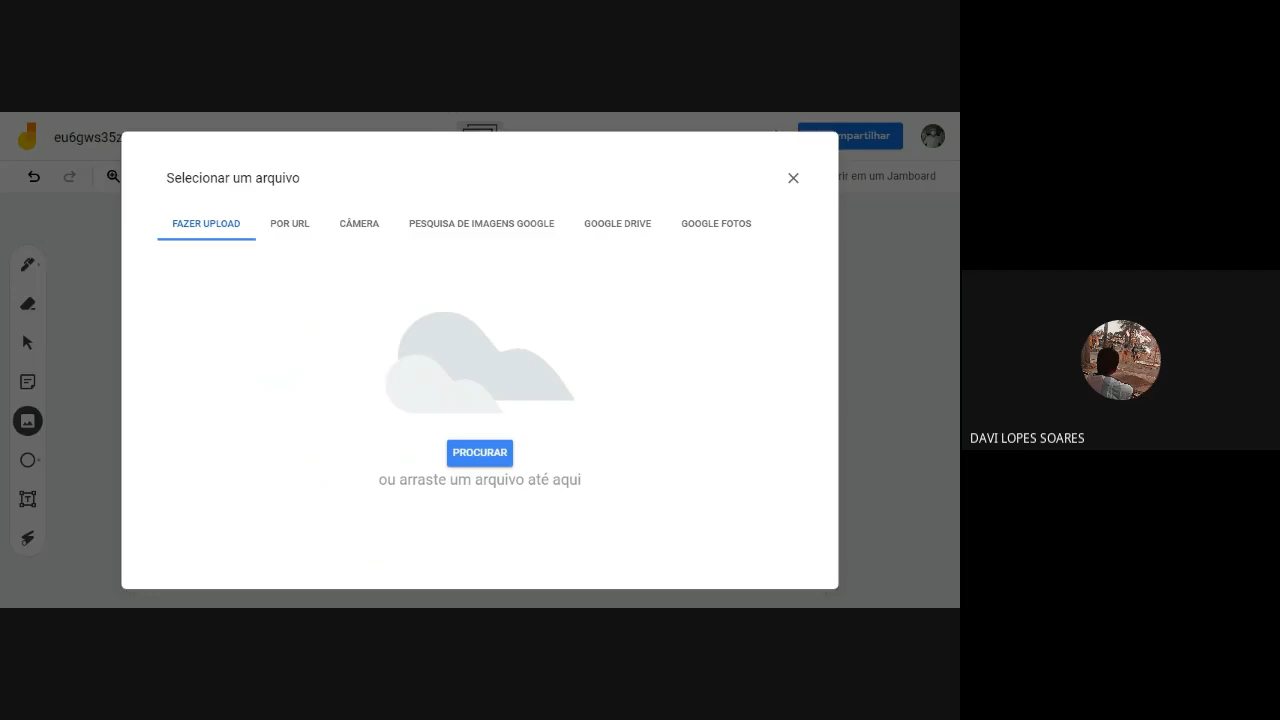 eu6gws35z
mpartilhar
rir em um Jamboard
Selecionar um arquivo
FAZER UPLOAD
POR URL
CÂMERA
PESQUISA DE IMAGENS GOOGLE
GOOGLE DRIVE
GOOGLE FOTOS
PROCURAR
ou arraste um arquivo até aqui
DAVI LOPES SOARES